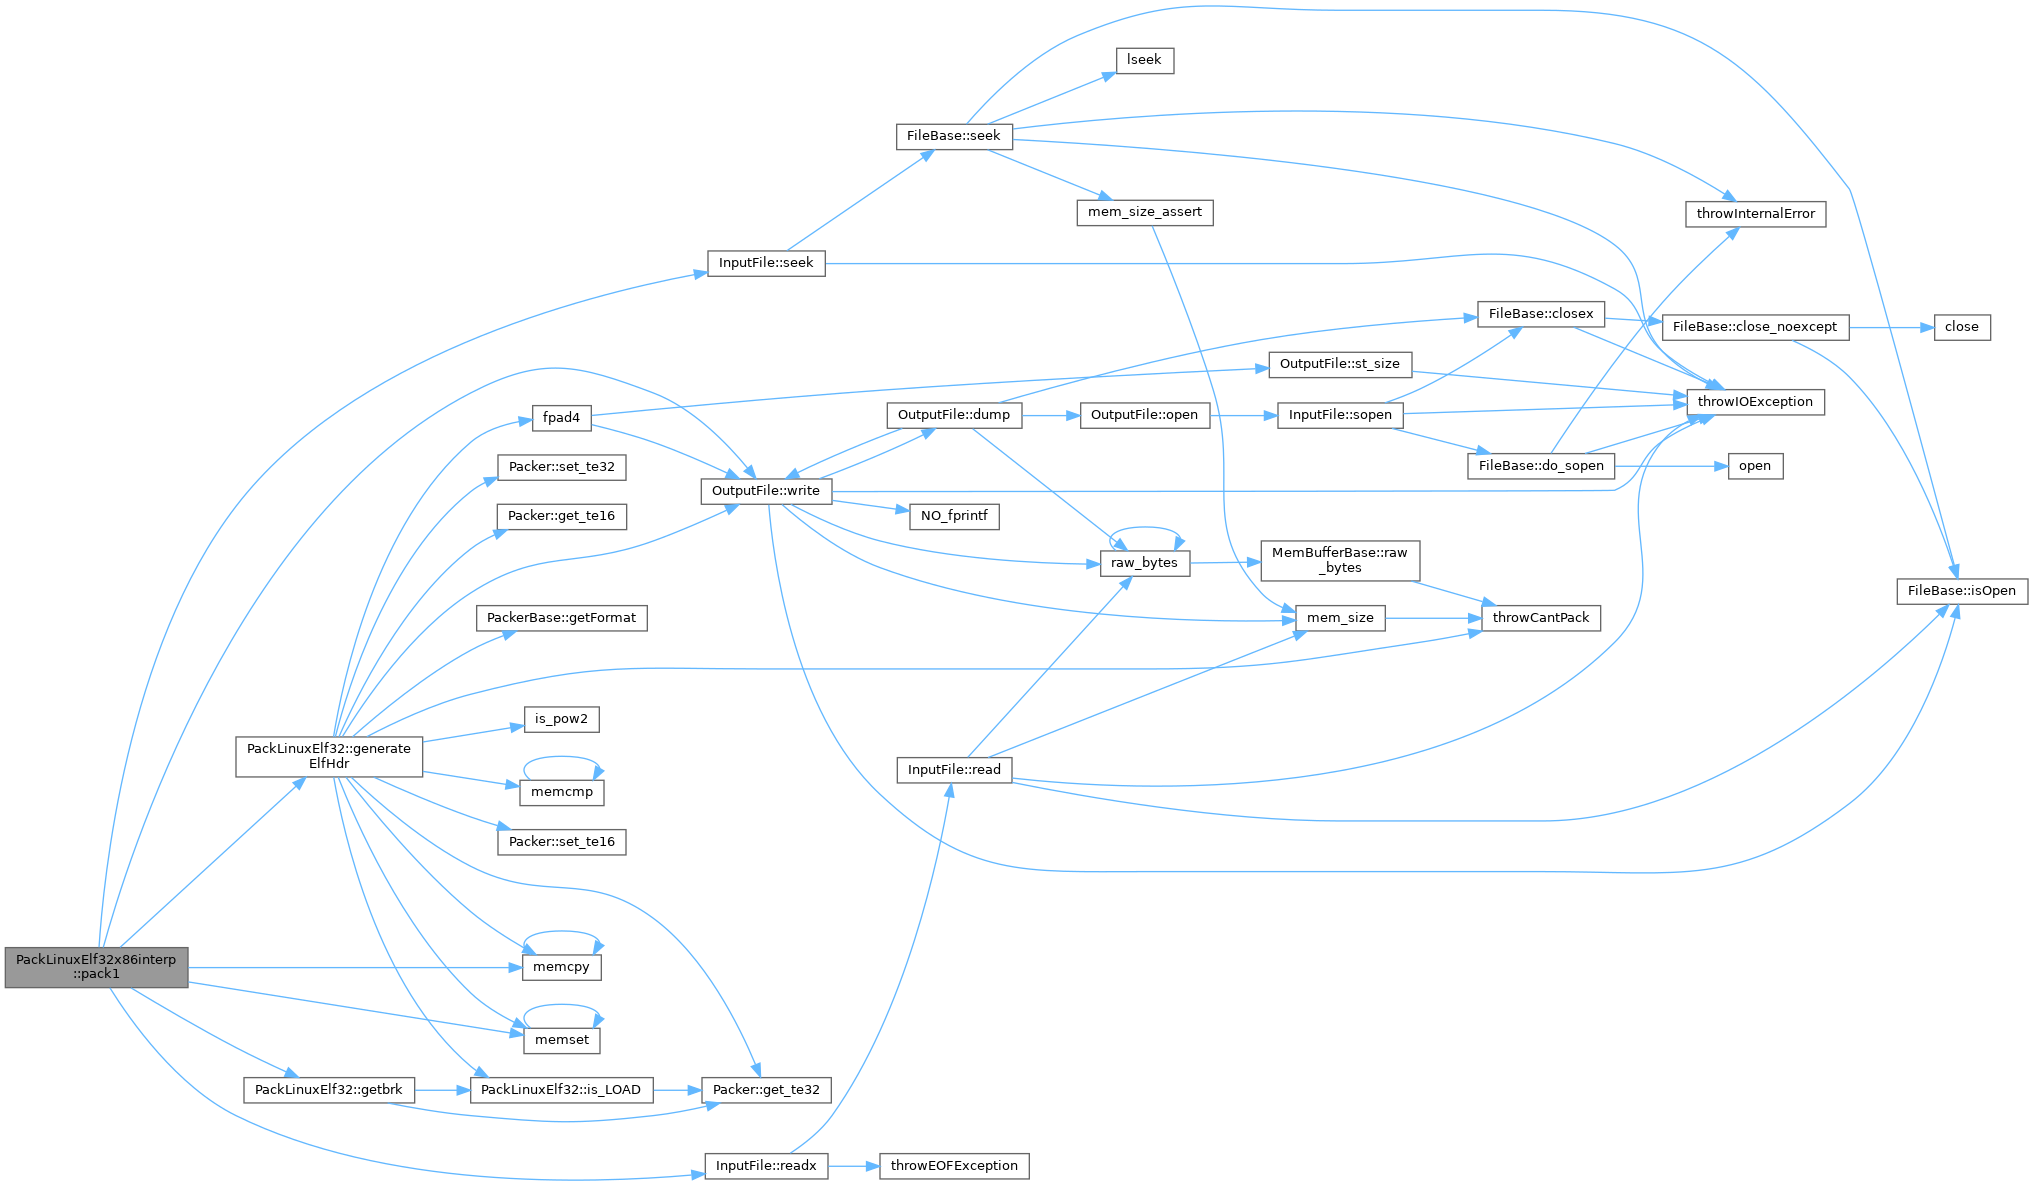 lseek
FileBase::seek
mem_size_assert
throwInternalError
InputFile::seek
FileBase::closex
FileBase::close_noexcept
close
OutputFile::st_size
throwIOException
fpad4
OutputFile::dump
OutputFile::open
InputFile::sopen
Packer::set_te32
FileBase::do_sopen
open
OutputFile::write
Packer::get_te16
NO_fprintf
raw_bytes
MemBufferBase::raw
_bytes
FileBase::isOpen
PackerBase::getFormat
mem_size
throwCantPack
is_pow2
PackLinuxElf32::generate
ElfHdr
InputFile::read
memcmp
Packer::set_te16
PackLinuxElf32x86interp
::pack1
memcpy
memset
PackLinuxElf32::getbrk
PackLinuxElf32::is_LOAD
Packer::get_te32
InputFile::readx
throwEOFException